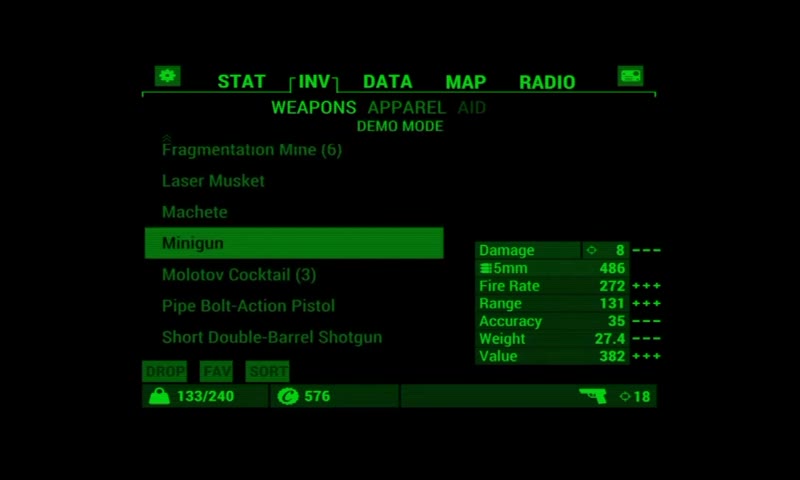 STAT INV DATA MAP RADIO
WEAPONS APPAREL AID
DEMO MODE
Fragmentation Mine (6)
Laser Musket
Machete
Minigun
Molotov Cocktail (3)
Pipe Bolt-Action Pistol
Short Double-Barrel Shotgun
Damage 8 ---
5mm 486
Fire Rate 272 +++
Range 131 +++
Accuracy 35 ---
Weight 27.4 ---
Value 382 +++
DROP FAV SORT
133/240 576 18